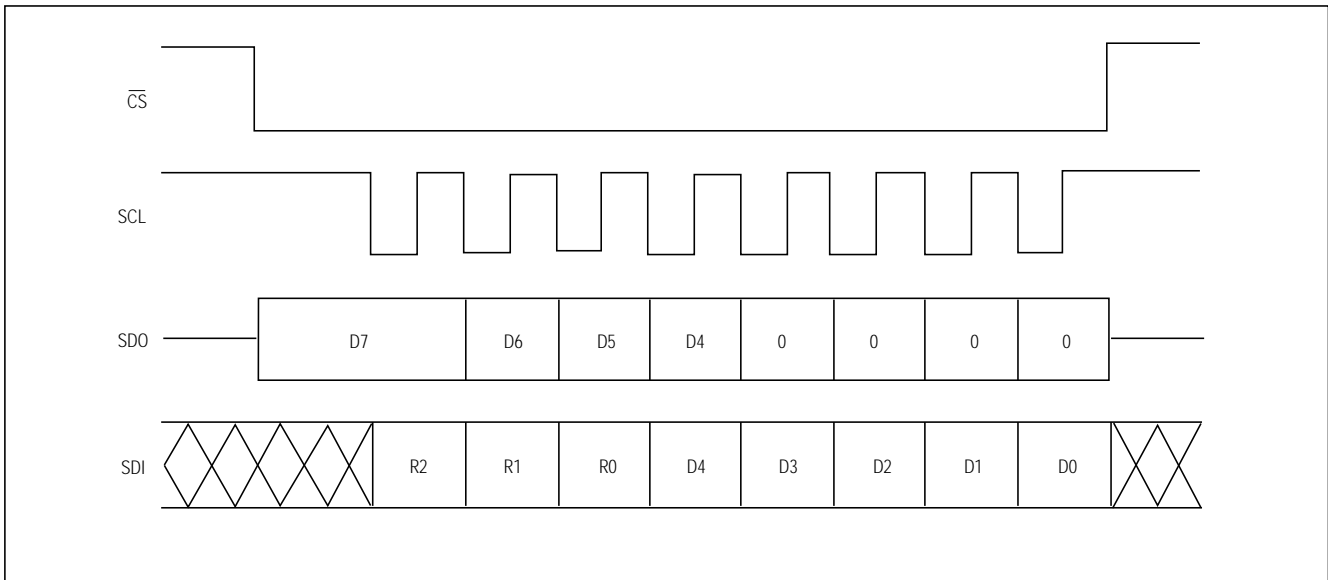 C̅S̅
SCL
SDO D7 D6 D5 D4 0 0 0 0
SDI R2 R1 R0 D4 D3 D2 D1 D0